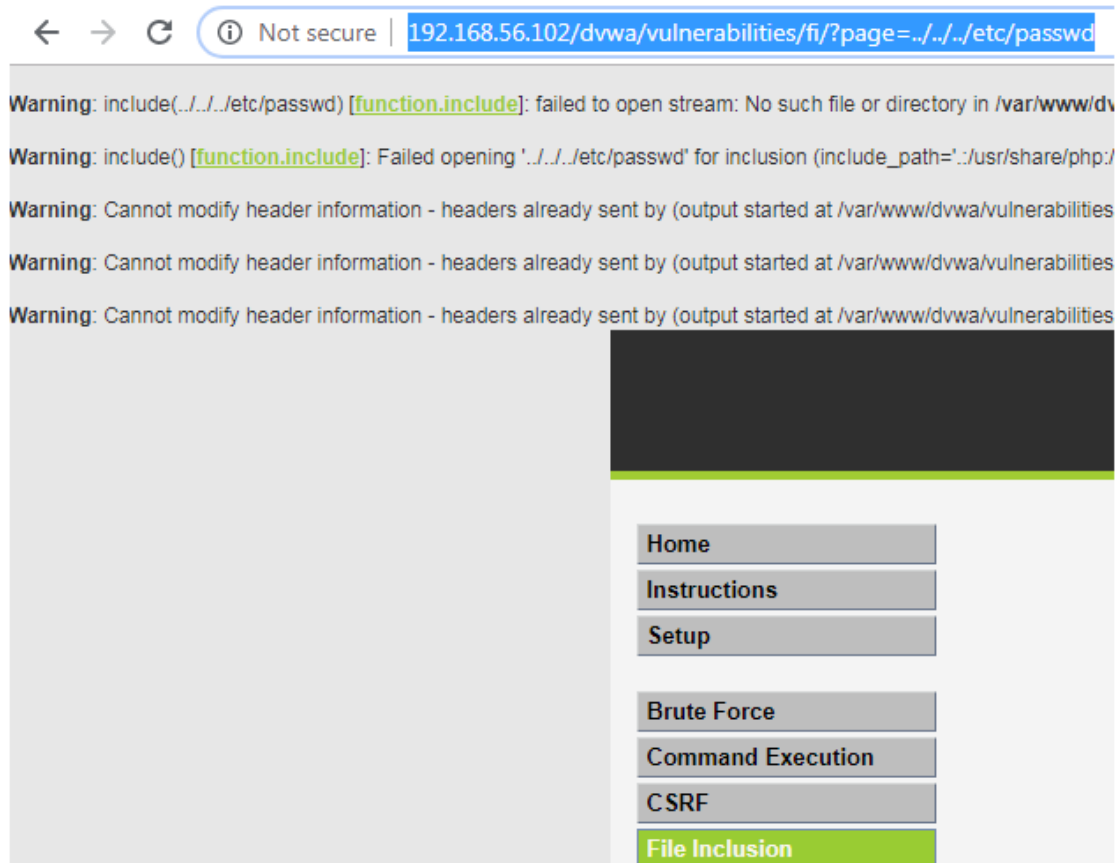 Not secure | 192.168.56.102/dvwa/vulnerabilities/fi/?page=../../../etc/passwd
Warning: include(../../../etc/passwd) [function.include]: failed to open stream: No such file or directory in /var/www/dv
Warning: include() [function.include]: Failed opening '../../../etc/passwd' for inclusion (include_path='.:/usr/share/php:/
Warning: Cannot modify header information - headers already sent by (output started at /var/www/dvwa/vulnerabilities
Warning: Cannot modify header information - headers already sent by (output started at /var/www/dvwa/vulnerabilities
Warning: Cannot modify header information - headers already sent by (output started at /var/www/dvwa/vulnerabilities
Home
Instructions
Setup
Brute Force
Command Execution
CSRF
File Inclusion